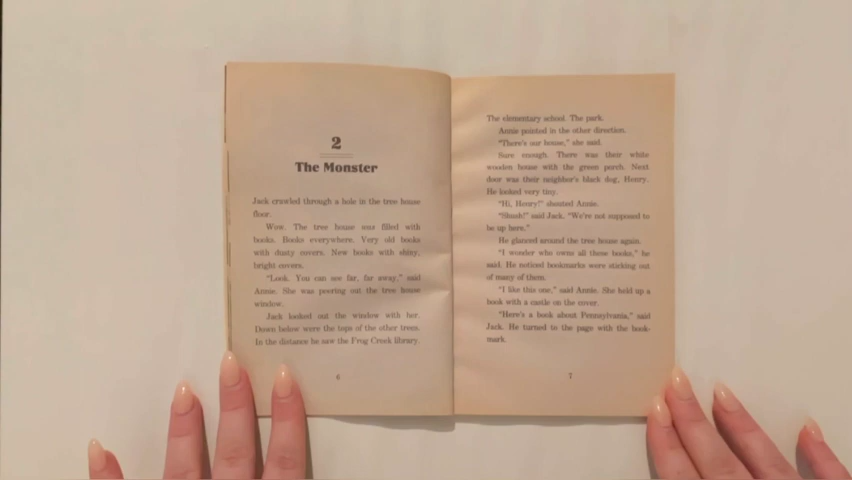 2
The Monster
Jack crawled through a hole in the tree house
floor.
Wow. The tree house was filled with
books. Books everywhere. Very old books
with dusty covers. New books with shiny,
bright covers.
"Look. You can see far, far away," said
Annie. She was peering out the tree house
window.
Jack looked out the window with her.
Down below were the tops of the other trees.
In the distance he saw the Frog Creek library.
6
The elementary school. The park.
Annie pointed in the other direction.
"There's our house," she said.
Sure enough. There was their white
wooden house with the green porch. Next
door was their neighbor's black dog, Henry.
He looked very tiny.
"Hi, Henry!" shouted Annie.
"Shush!" said Jack. "We're not supposed to
be up here."
He glanced around the tree house again.
"I wonder who owns all these books," he
said. He noticed bookmarks were sticking out
of many of them.
"I like this one," said Annie. She held up a
book with a castle on the cover.
"Here's a book about Pennsylvania," said
Jack. He turned to the page with the book-
mark.
7